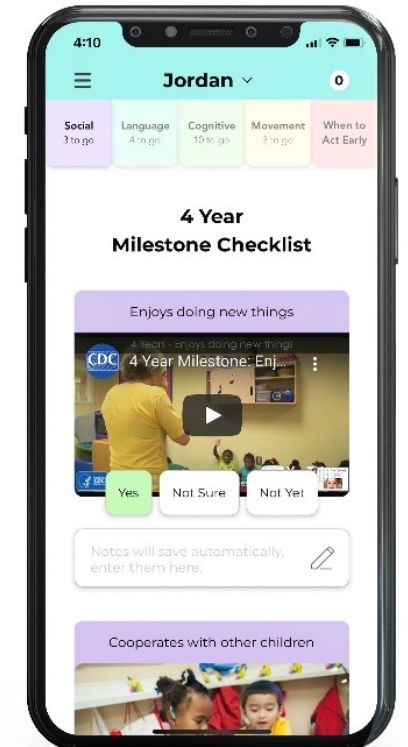 4:10
Jordan
0
Social
3 to go
Language
4 to go
Cognitive
10 to go
Movement
3 to go
When to
Act Early
4 Year
Milestone Checklist
Enjoys doing new things
4 Years - Enjoys doing new things
CDC
4 Year Milestone: Enj...
Yes
Not Sure
Not Yet
Notes will save automatically,
enter them here.
Cooperates with other children